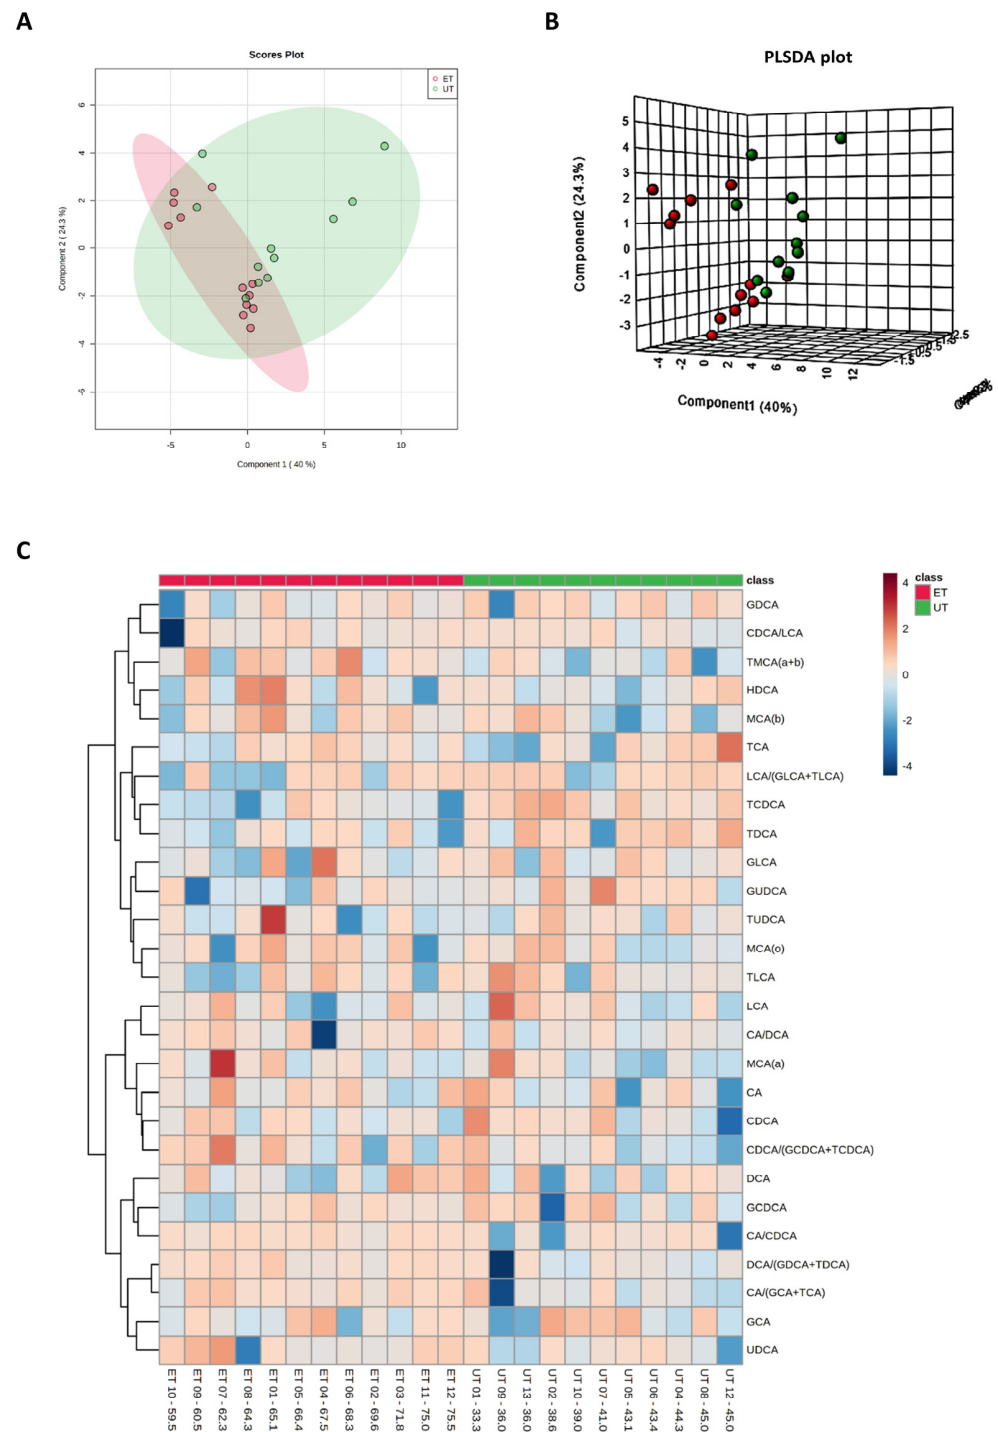 A
Scores Plot
ET
UT
6
4
2
0
-2
-4
Component 2 ( 24.3 %)
-5
0
5
10
Component 1 ( 40 %)
B
PLSDA plot
5
4
3
2
1
0
-1
-2
-3
Component2 (24.3%)
-4
-2
0
2
4
6
8
10
12
Component1 (40%)
C
class
GDCA
CDCA/LCA
TMCA(a+b)
HDCA
MCA(b)
TCA
LCA/(GLCA+TLCA)
TCDCA
TDCA
GLCA
GUDCA
TUDCA
MCA(o)
TLCA
LCA
CA/DCA
MCA(a)
CA
CDCA
CDCA/(GCDCA+TCDCA)
DCA
GCDCA
CA/CDCA
DCA/(GDCA+TDCA)
CA/(GCA+TCA)
GCA
UDCA
4
2
0
-2
-4
class
ET
UT
ET 10 - 59.5
ET 09 - 60.5
ET 07 - 62.3
ET 08 - 64.3
ET 01 - 65.1
ET 05 - 66.4
ET 04 - 67.5
ET 06 - 68.3
ET 02 - 69.6
ET 03 - 71.8
ET 11 - 75.0
ET 12 - 75.5
UT 01 - 33.3
UT 09 - 36.0
UT 13 - 36.0
UT 02 - 38.6
UT 10 - 39.0
UT 07 - 41.0
UT 05 - 43.1
UT 06 - 43.4
UT 04 - 44.3
UT 08 - 45.0
UT 12 - 45.0